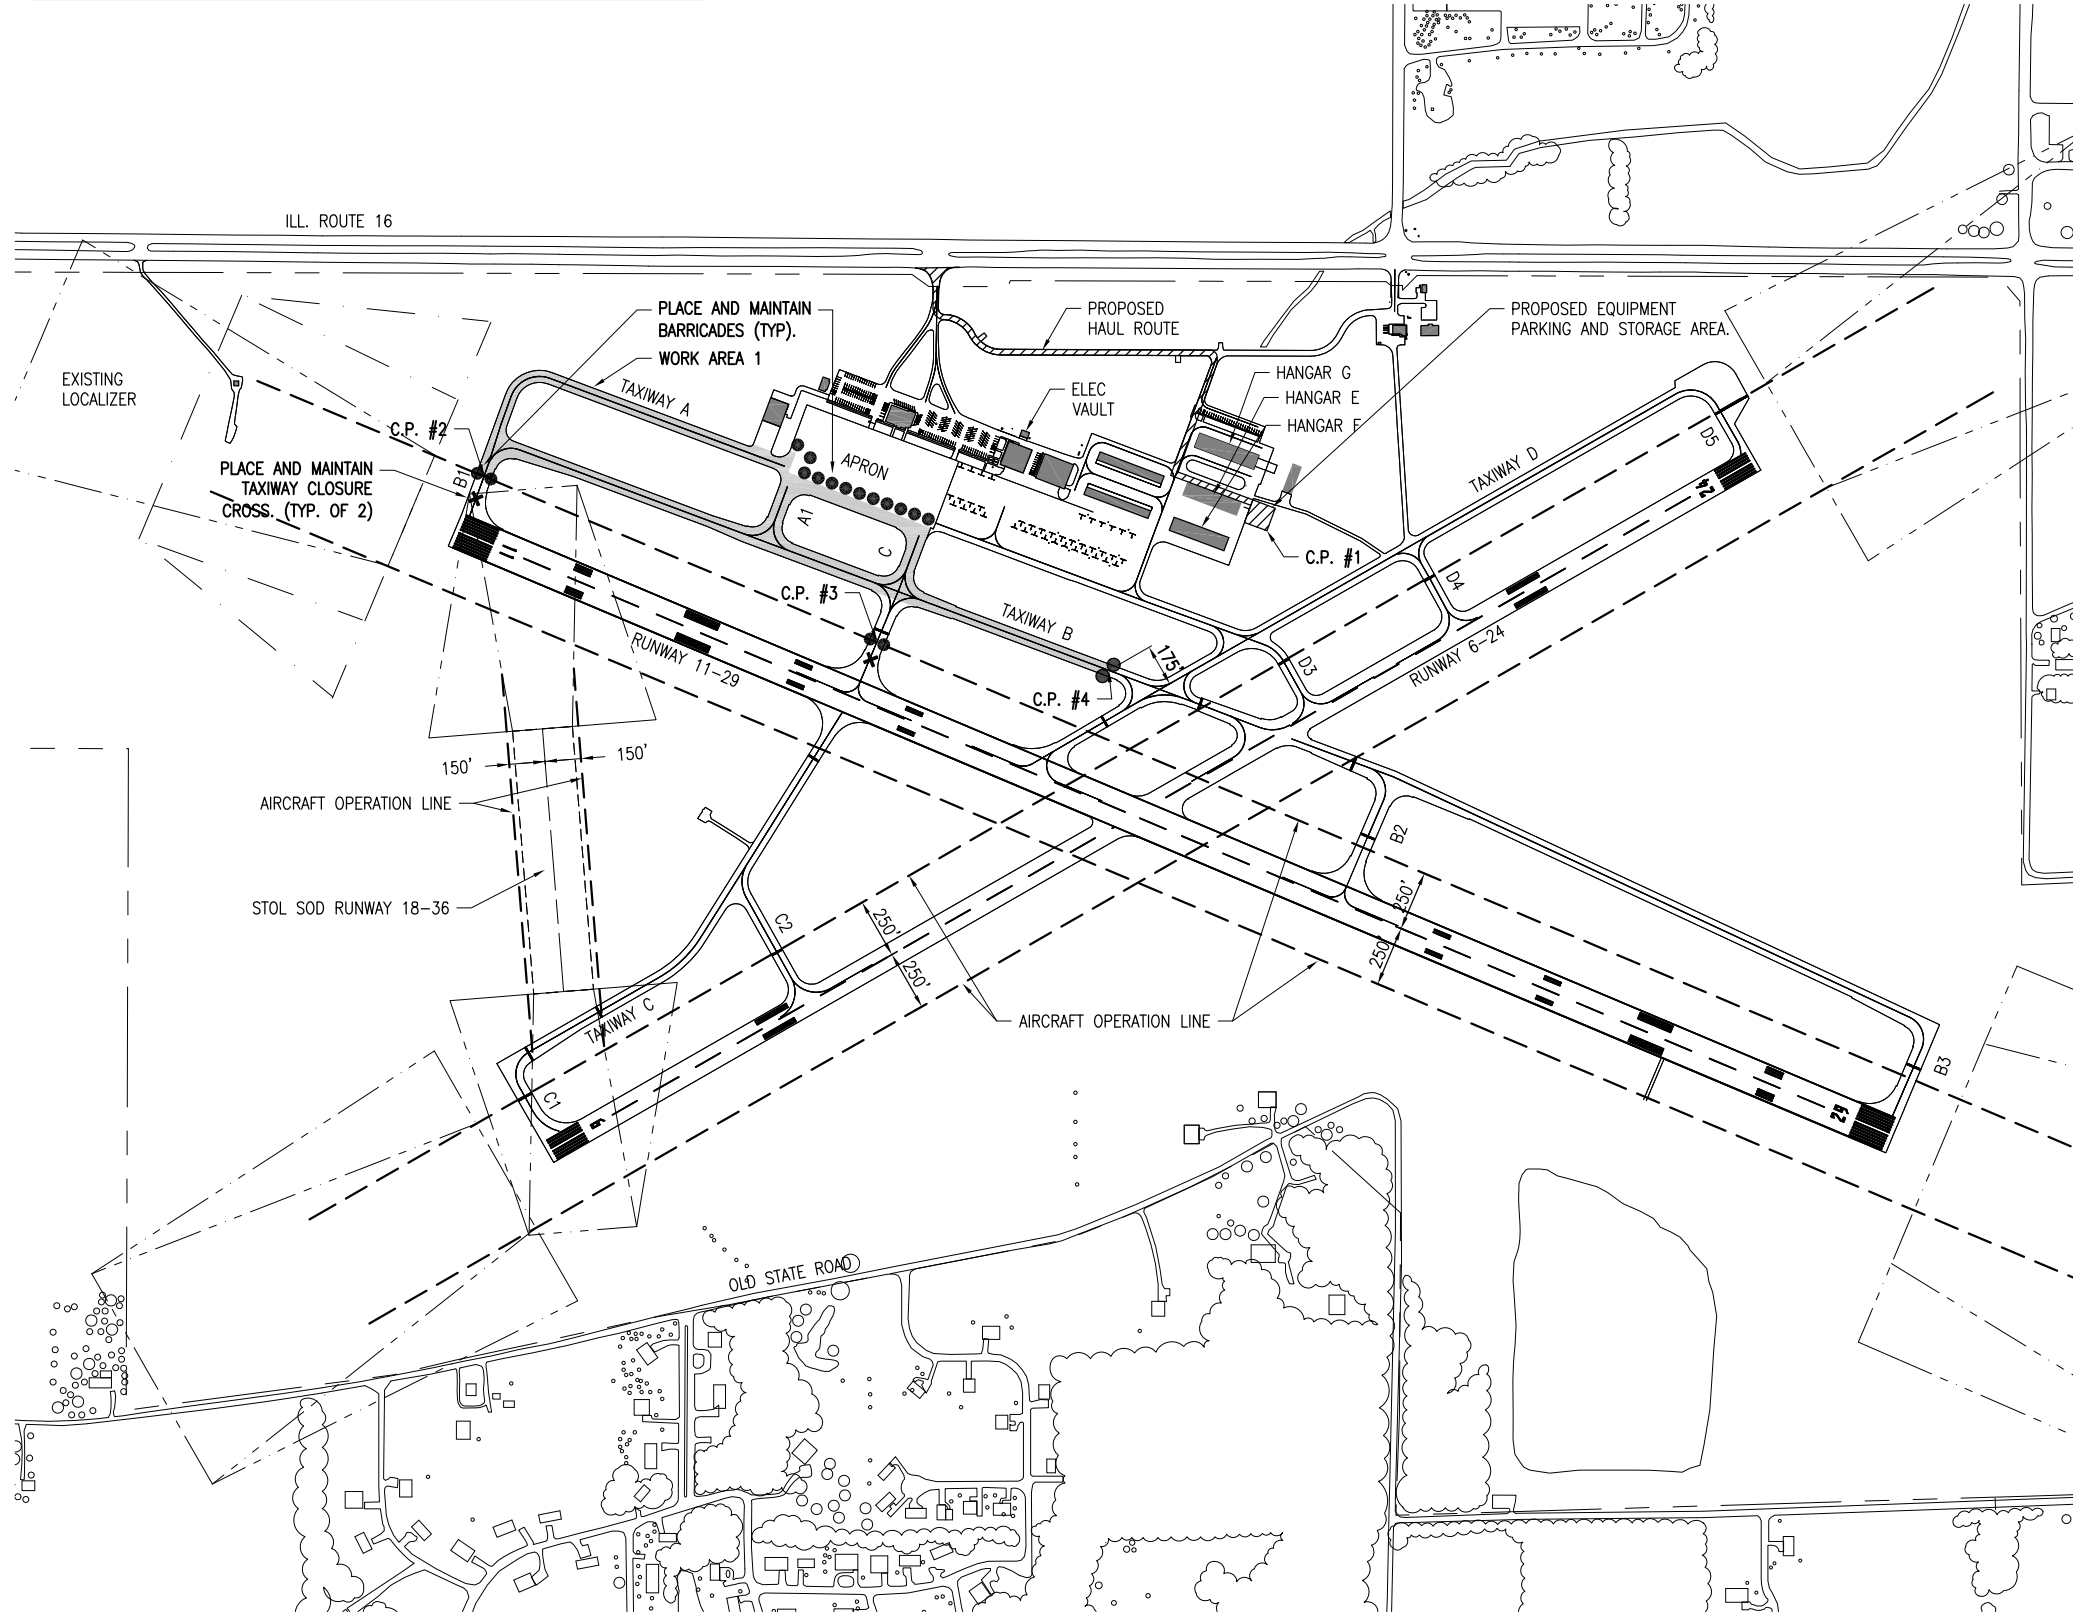 ILL. ROUTE 16
PLACE AND MAINTAIN
BARRICADES (TYP).
WORK AREA 1
PROPOSED
HAUL ROUTE
PROPOSED EQUIPMENT
PARKING AND STORAGE AREA.
EXISTING
LOCALIZER
TAXIWAY A
ELEC
VAULT
HANGAR G
HANGAR E
HANGAR F
C.P. #2
PLACE AND MAINTAIN
TAXIWAY CLOSURE
CROSS. (TYP. OF 2)
B1
APRON
A1
C
TAXIWAY D
D5
24
C.P. #1
C.P. #3
D4
TAXIWAY B
175'
D3
RUNWAY 6-24
RUNWAY 11-29
C.P. #4
150'
150'
AIRCRAFT OPERATION LINE
STOL SOD RUNWAY 18-36
B2
250'
250'
C2
250'
250'
AIRCRAFT OPERATION LINE
TAXIWAY C
C1
6
B3
29
OLD STATE ROAD